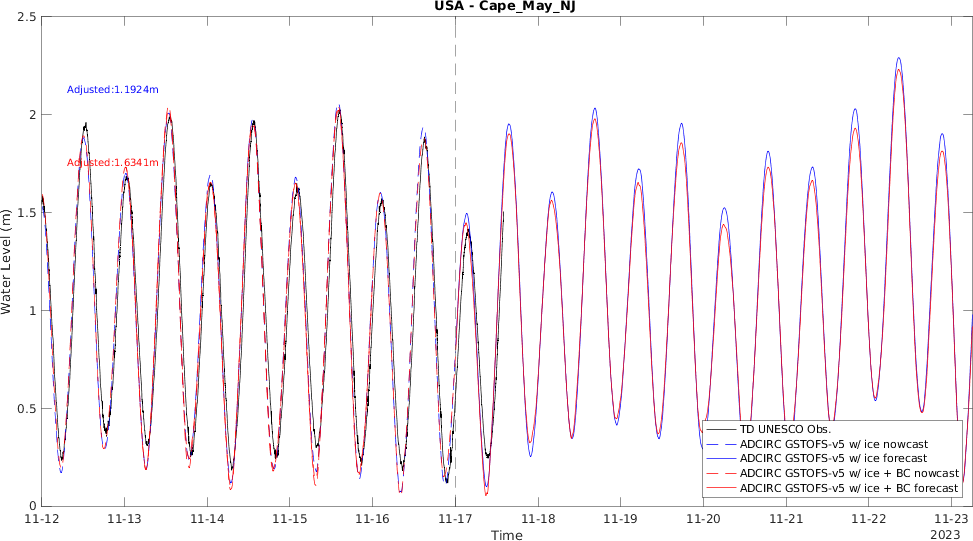 USA - Cape_May_NJ
2.5
2
1.5
1
0.5
0
Water Level (m)
Adjusted:1.1924m
Adjusted:1.6341m
TD UNESCO Obs.
ADCIRC GSTOFS-v5 w/ ice nowcast
ADCIRC GSTOFS-v5 w/ ice forecast
ADCIRC GSTOFS-v5 w/ ice + BC nowcast
ADCIRC GSTOFS-v5 w/ ice + BC forecast
11-12 11-13 11-14 11-15 11-16 11-17 11-18 11-19 11-20 11-21 11-22 11-23
Time
2023